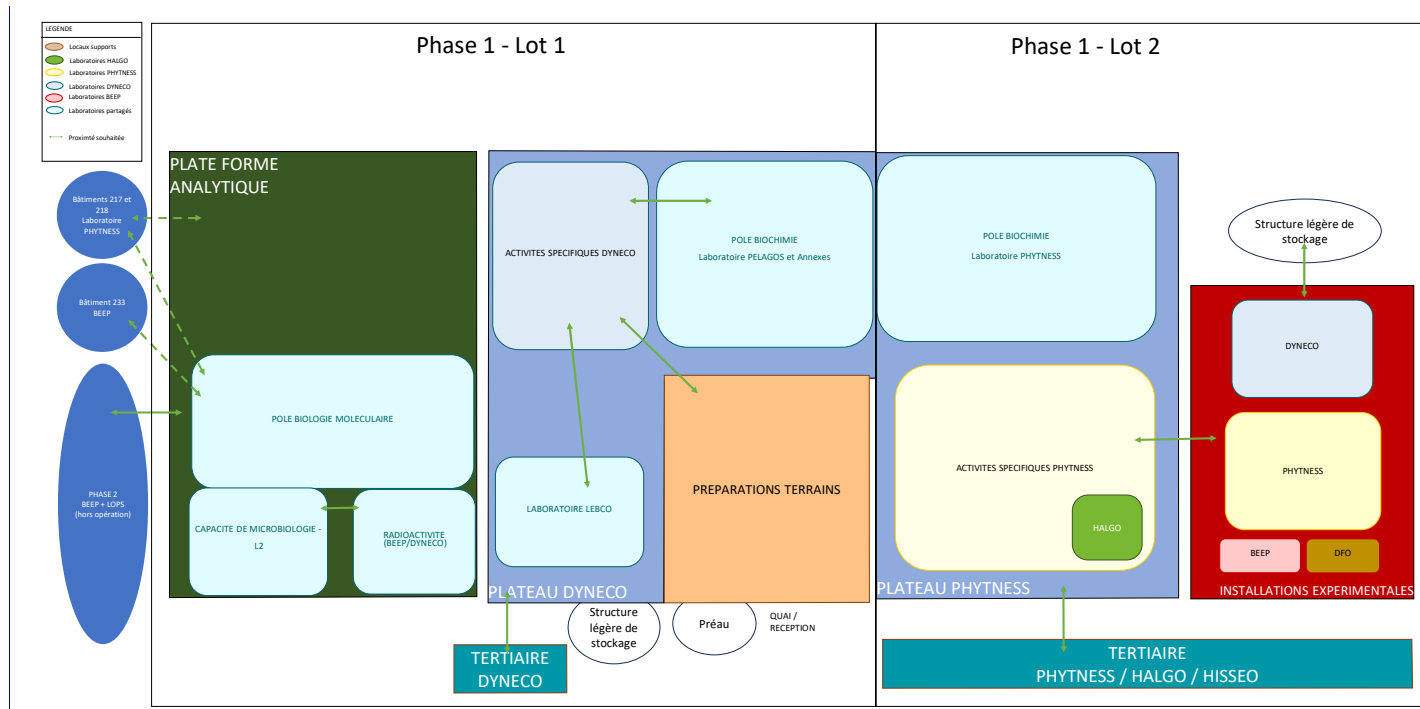 LEGENDE
Locaux supports
Laboratoires HALGO
Laboratoires PHYTNESS
Laboratoires DYNECO
Laboratoires BEEP
Laboratoires partagés
Proximté souhaitée
Phase 1 - Lot 1
Phase 1 - Lot 2
Bâtiments 217 et
218
Laboratoire
PHYTNESS
Bâtiment 233
BEEP
PHASE 2
BEEP + LOPS
(hors opération)
PLATE FORME
ANALYTIQUE
POLE BIOLOGIE MOLECULAIRE
CAPACITE DE MICROBIOLOGIE -
L2
RADIOACTIVITE
(BEEP/DYNECO)
ACTIVITES SPECIFIQUES DYNECO
POLE BIOCHIMIE
Laboratoire PELAGOS et Annexes
LABORATOIRE LEBCO
PREPARATIONS TERRAINS
PLATEAU DYNECO
Structure
légère de
stockage
Préau
QUAI /
RECEPTION
TERTIAIRE
DYNECO
POLE BIOCHIMIE
Laboratoire PHYTNESS
ACTIVITES SPECIFIQUES PHYTNESS
HALGO
PLATEAU PHYTNESS
Structure légère de
stockage
DYNECO
PHYTNESS
BEEP
DFO
INSTALLATIONS EXPERIMENTALES
TERTIAIRE
PHYTNESS / HALGO / HISSEO